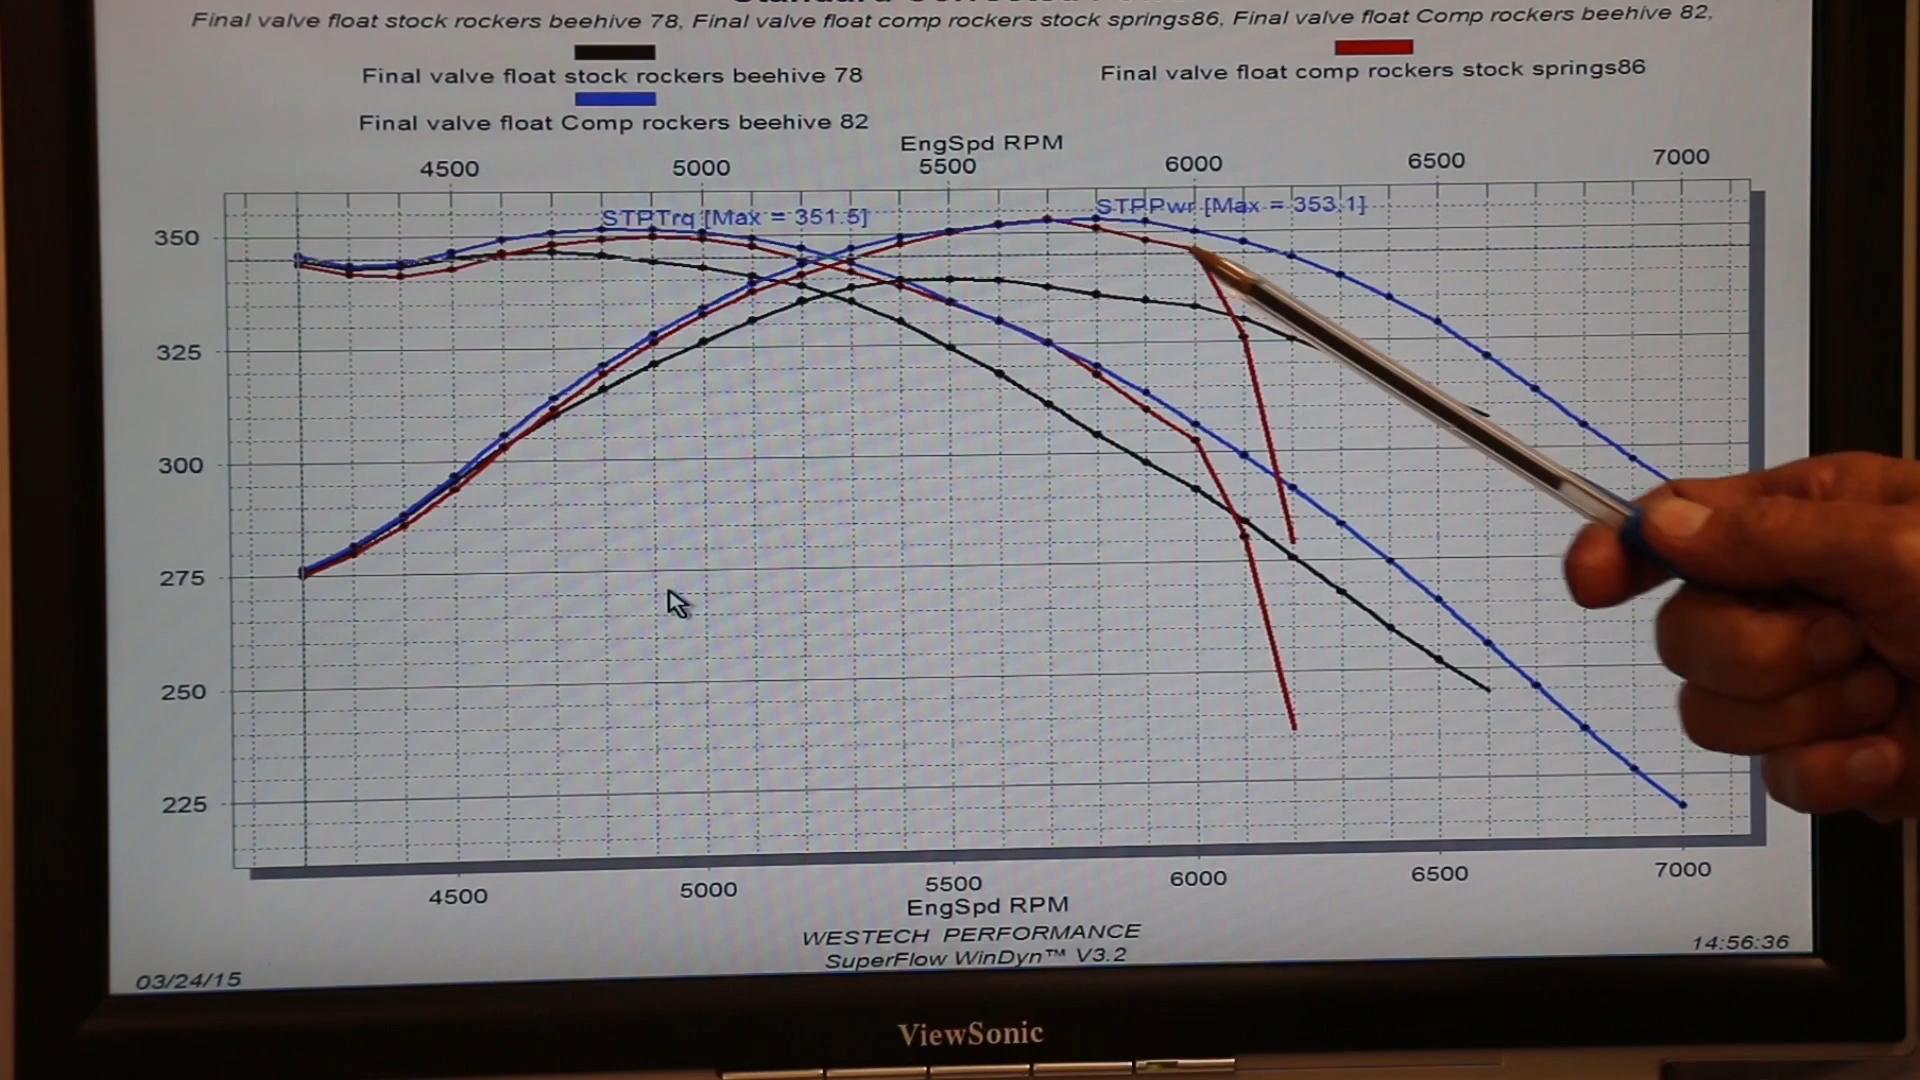 Final valve float stock rockers beehive 78, Final valve float comp rockers stock springs86, Final valve float Comp rockers beehive 82,
Final valve float stock rockers beehive 78
Final valve float comp rockers stock springs86
Final valve float Comp rockers beehive 82
EngSpd RPM
4500 5000 5500 6000 6500 7000
STPTrq [Max = 351.5]
STPPwr [Max = 353.1]
350
325
300
275
250
225
4500 5000 5500 6000 6500 7000
EngSpd RPM
WESTECH PERFORMANCE
SuperFlow WinDyn™ V3.2
03/24/15
14:56:36
ViewSonic